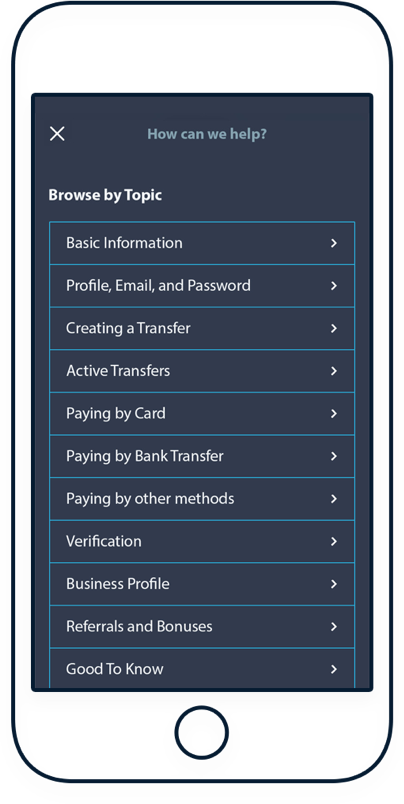 How can we help?
Browse by Topic
Basic Information
Profile, Email, and Password
Creating a Transfer
Active Transfers
Paying by Card
Paying by Bank Transfer
Paying by other methods
Verification
Business Profile
Referrals and Bonuses
Good To Know